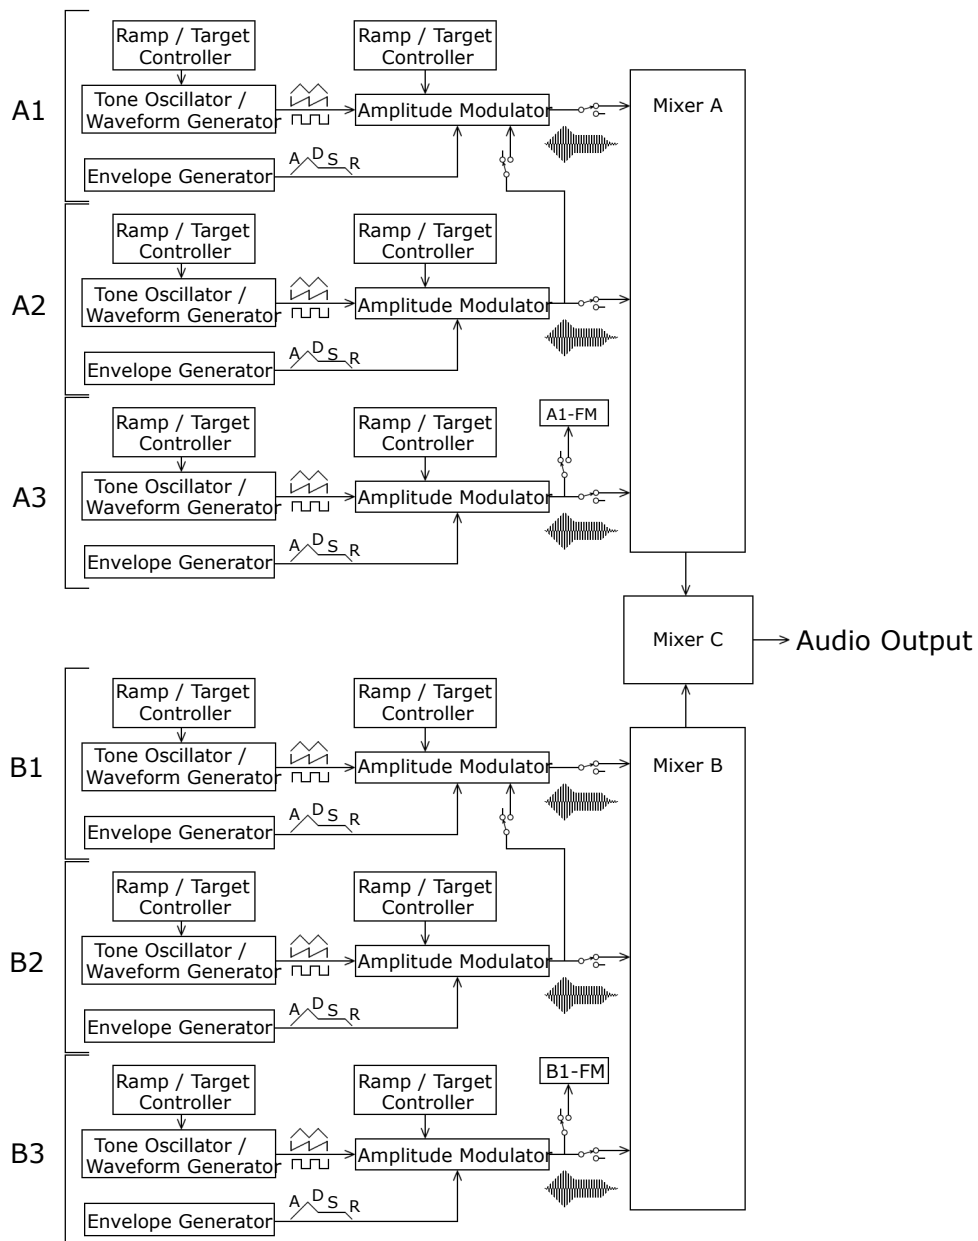 A1
Ramp / Target
Controller
Ramp / Target
Controller
Tone Oscillator /
Waveform Generator
Amplitude Modulator
Envelope Generator
A D S R
Mixer A
A2
Ramp / Target
Controller
Ramp / Target
Controller
Tone Oscillator /
Waveform Generator
Amplitude Modulator
Envelope Generator
A D S R
A3
Ramp / Target
Controller
Ramp / Target
Controller
A1-FM
Tone Oscillator /
Waveform Generator
Amplitude Modulator
Envelope Generator
A D S R
Mixer C
Audio Output
B1
Ramp / Target
Controller
Ramp / Target
Controller
Tone Oscillator /
Waveform Generator
Amplitude Modulator
Envelope Generator
A D S R
Mixer B
B2
Ramp / Target
Controller
Ramp / Target
Controller
Tone Oscillator /
Waveform Generator
Amplitude Modulator
Envelope Generator
A D S R
B3
Ramp / Target
Controller
Ramp / Target
Controller
B1-FM
Tone Oscillator /
Waveform Generator
Amplitude Modulator
Envelope Generator
A D S R